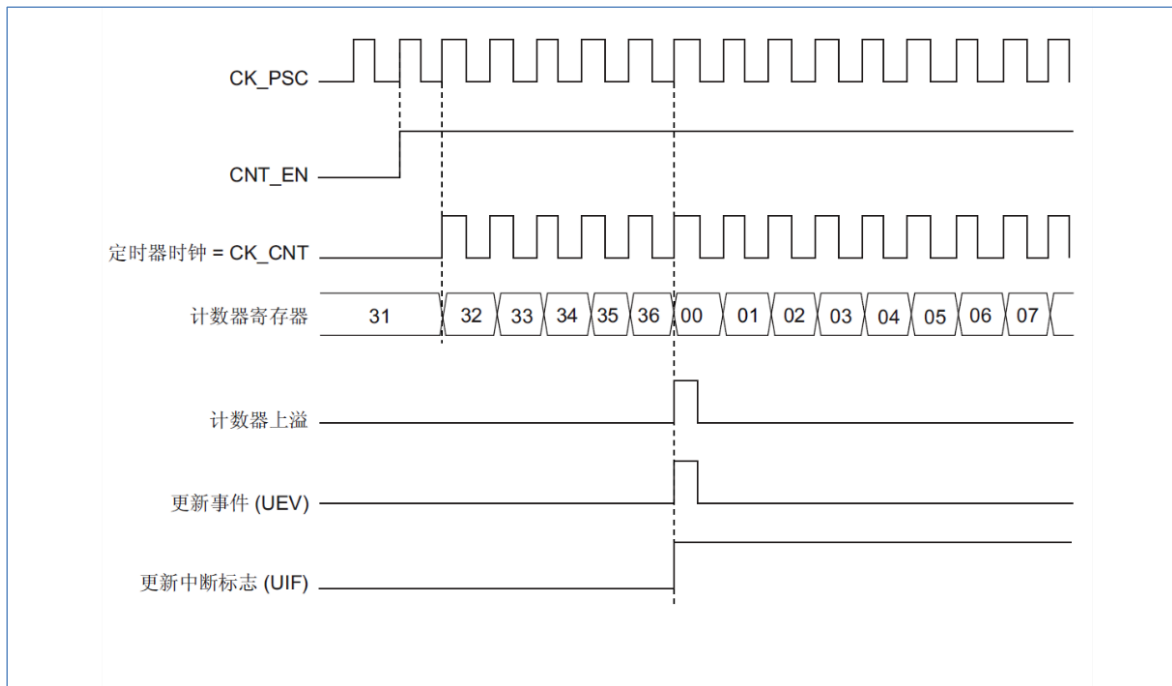 CK_PSC
CNT_EN
定时器时钟 = CK_CNT
计数器寄存器 31 32 33 34 35 36 00 01 02 03 04 05 06 07
计数器上溢
更新事件 (UEV)
更新中断标志 (UIF)